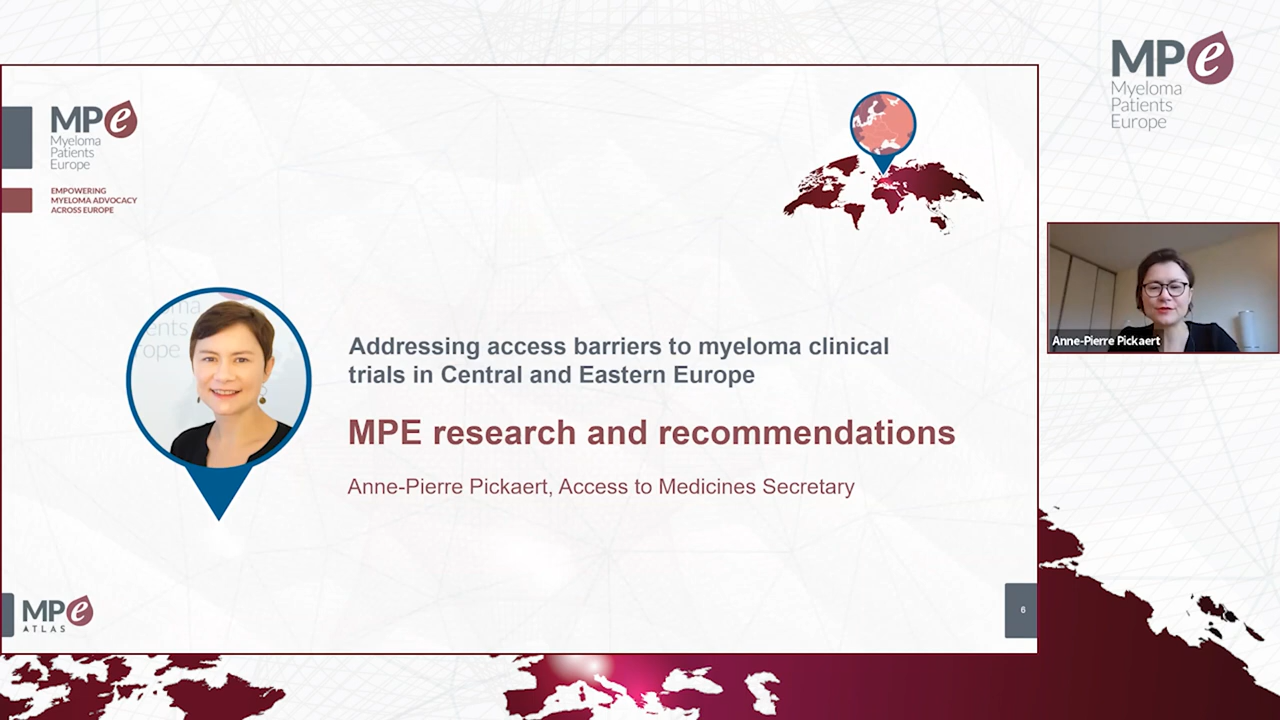 MPe
Myeloma
Patients
Europe
EMPOWERING
MYELOMA ADVOCACY
ACROSS EUROPE
Addressing access barriers to myeloma clinical
trials in Central and Eastern Europe
MPE research and recommendations
Anne-Pierre Pickaert, Access to Medicines Secretary
MPe
ATLAS
6
MPe
Myeloma
Patients
Europe
Anne-Pierre Pickaert